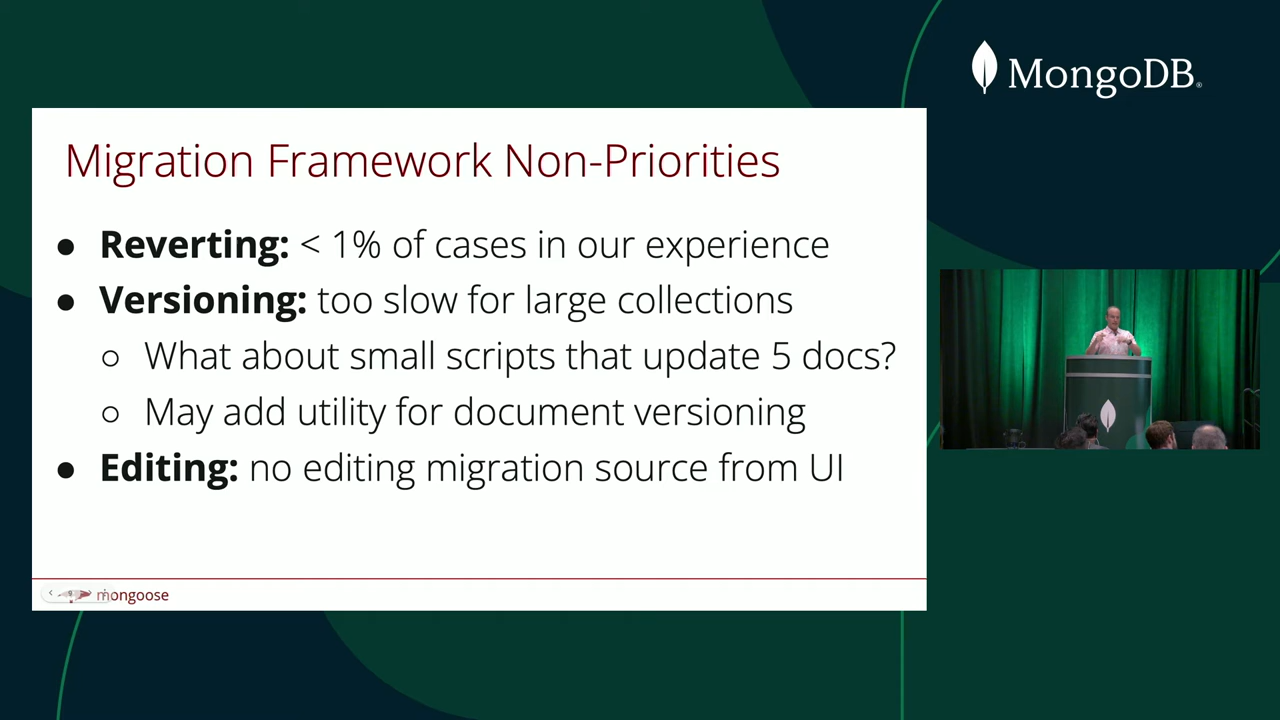 MongoDB®
Migration Framework Non-Priorities
● Reverting: < 1% of cases in our experience
● Versioning: too slow for large collections
○ What about small scripts that update 5 docs?
○ May add utility for document versioning
● Editing: no editing migration source from UI
mongoose